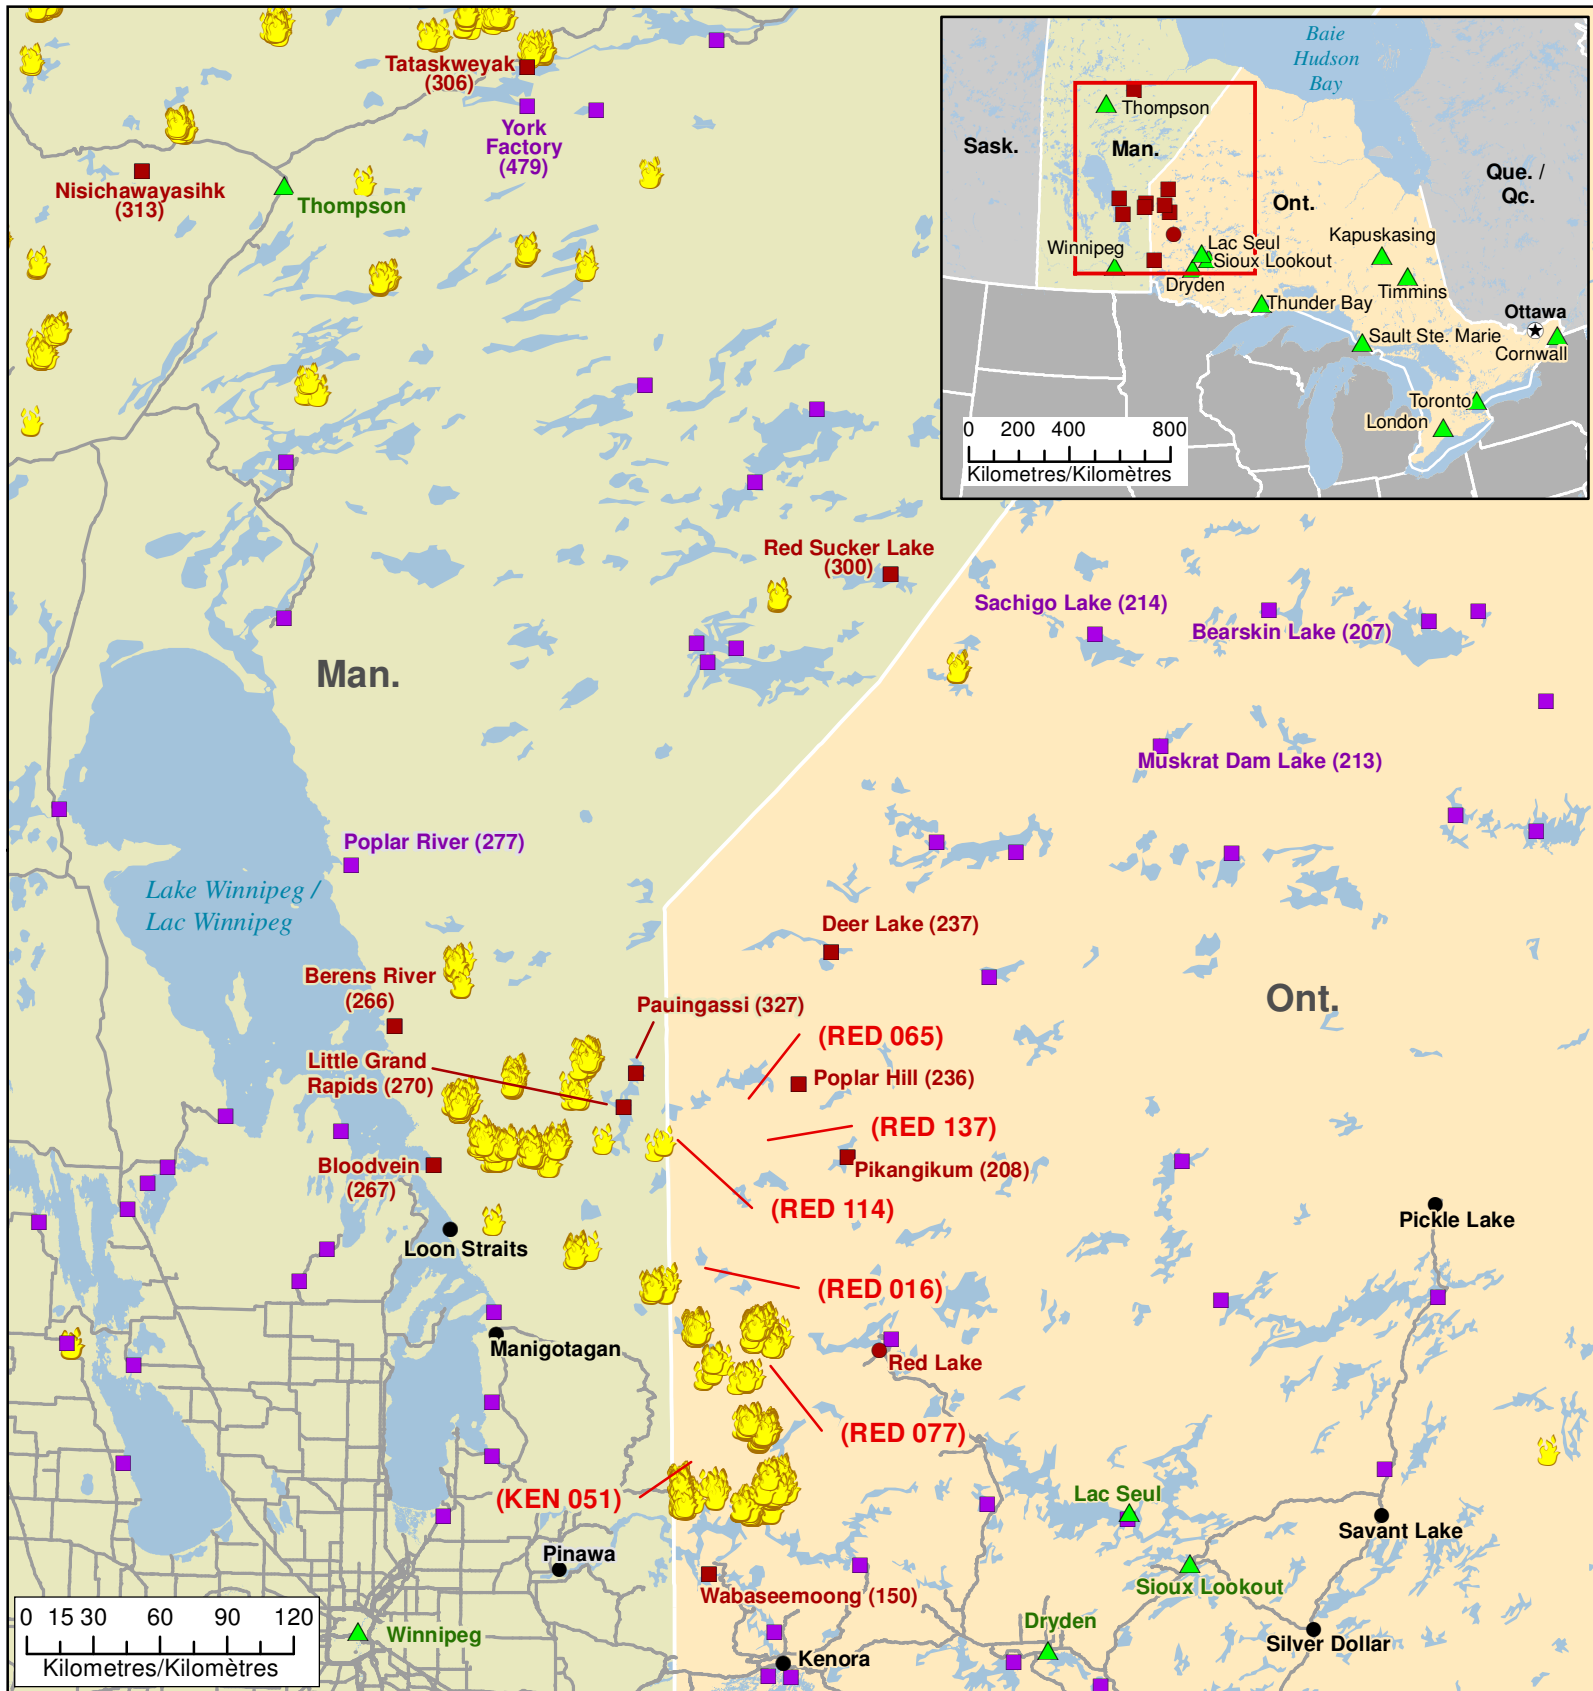 Baie
Hudson
Bay
Thompson
Sask.
Man.
Que. /
Qc.
Ont.
Winnipeg
Lac Seul
Sioux Lookout
Dryden
Kapuskasing
Timmins
Thunder Bay
Ottawa
Sault Ste. Marie
Cornwall
Toronto
London
0 200 400 800
Kilometres/Kilomètres
Tataskweyak
(306)
York
Factory
(479)
Nisichawayasihk
(313)
Thompson
Red Sucker Lake
(300)
Sachigo Lake (214)
Bearskin Lake (207)
Man.
Muskrat Dam Lake (213)
Poplar River (277)
Lake Winnipeg /
Lac Winnipeg
Deer Lake (237)
Berens River
(266)
Pauingassi (327)
Ont.
(RED 065)
Little Grand
Rapids (270)
Poplar Hill (236)
(RED 137)
Bloodvein
(267)
Pikangikum (208)
(RED 114)
Pickle Lake
Loon Straits
(RED 016)
Manigotagan
Red Lake
(RED 077)
(KEN 051)
Lac Seul
Savant Lake
Pinawa
Sioux Lookout
Wabaseemoong (150)
Dryden
Silver Dollar
Winnipeg
Kenora
0 15 30 60 90 120
Kilometres/Kilomètres